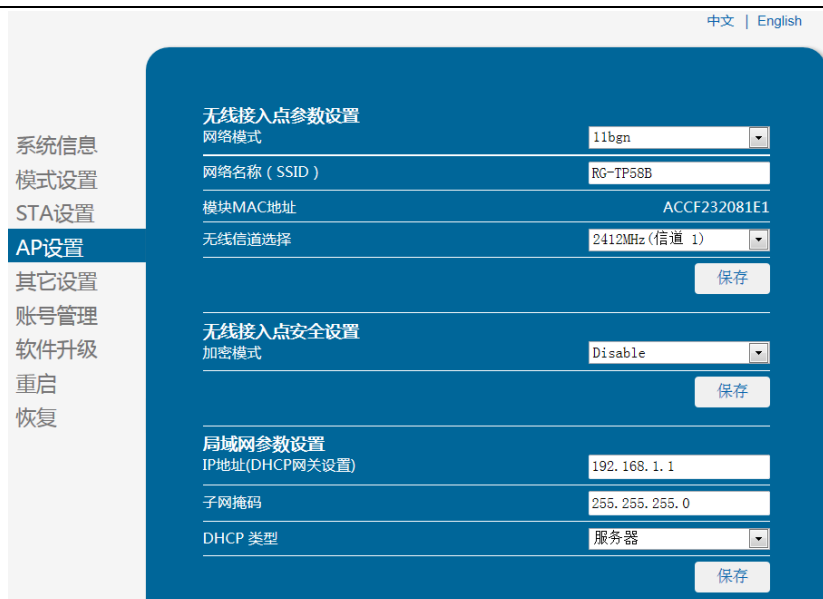 中文 | English
系统信息
模式设置
STA设置
AP设置
其它设置
账号管理
软件升级
重启
恢复
无线接入点参数设置
网络模式 11bgn
网络名称（SSID） RG-TP58B
模块MAC地址 ACCF232081E1
无线信道选择 2412MHz(信道 1)
保存
无线接入点安全设置
加密模式 Disable
保存
局域网参数设置
IP地址(DHCP网关设置) 192.168.1.1
子网掩码 255.255.255.0
DHCP 类型 服务器
保存